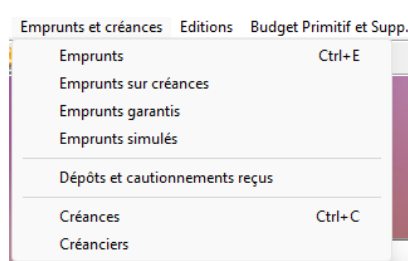 Emprunts et créances Editions Budget Primitif et Supp.
Emprunts Ctrl+E
Emprunts sur créances
Emprunts garantis
Emprunts simulés
Dépôts et cautionnements reçus
Créances Ctrl+C
Créanciers